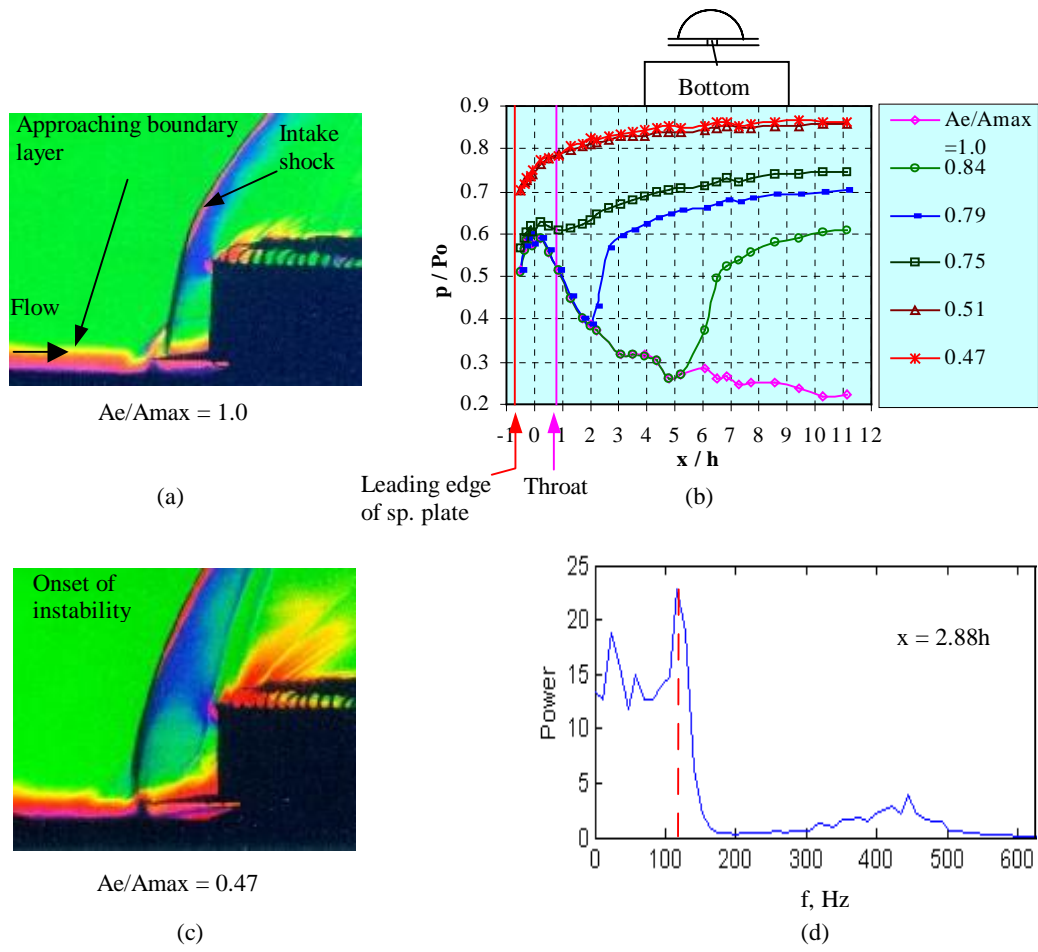 Approaching boundary
layer
Intake
shock
Flow
Ae/Amax = 1.0
(a)
Bottom
0.9
0.8
0.7
0.6
0.5
0.4
0.3
0.2
p / Po
-1 0 1 2 3 4 5 6 7 8 9 10 11 12
x / h
Ae/Amax
=1.0
0.84
0.79
0.75
0.51
0.47
Leading edge
of sp. plate
Throat
(b)
Onset of
instability
Ae/Amax = 0.47
(c)
25
20
15
10
5
0
Power
x = 2.88h
0 100 200 300 400 500 600
f, Hz
(d)